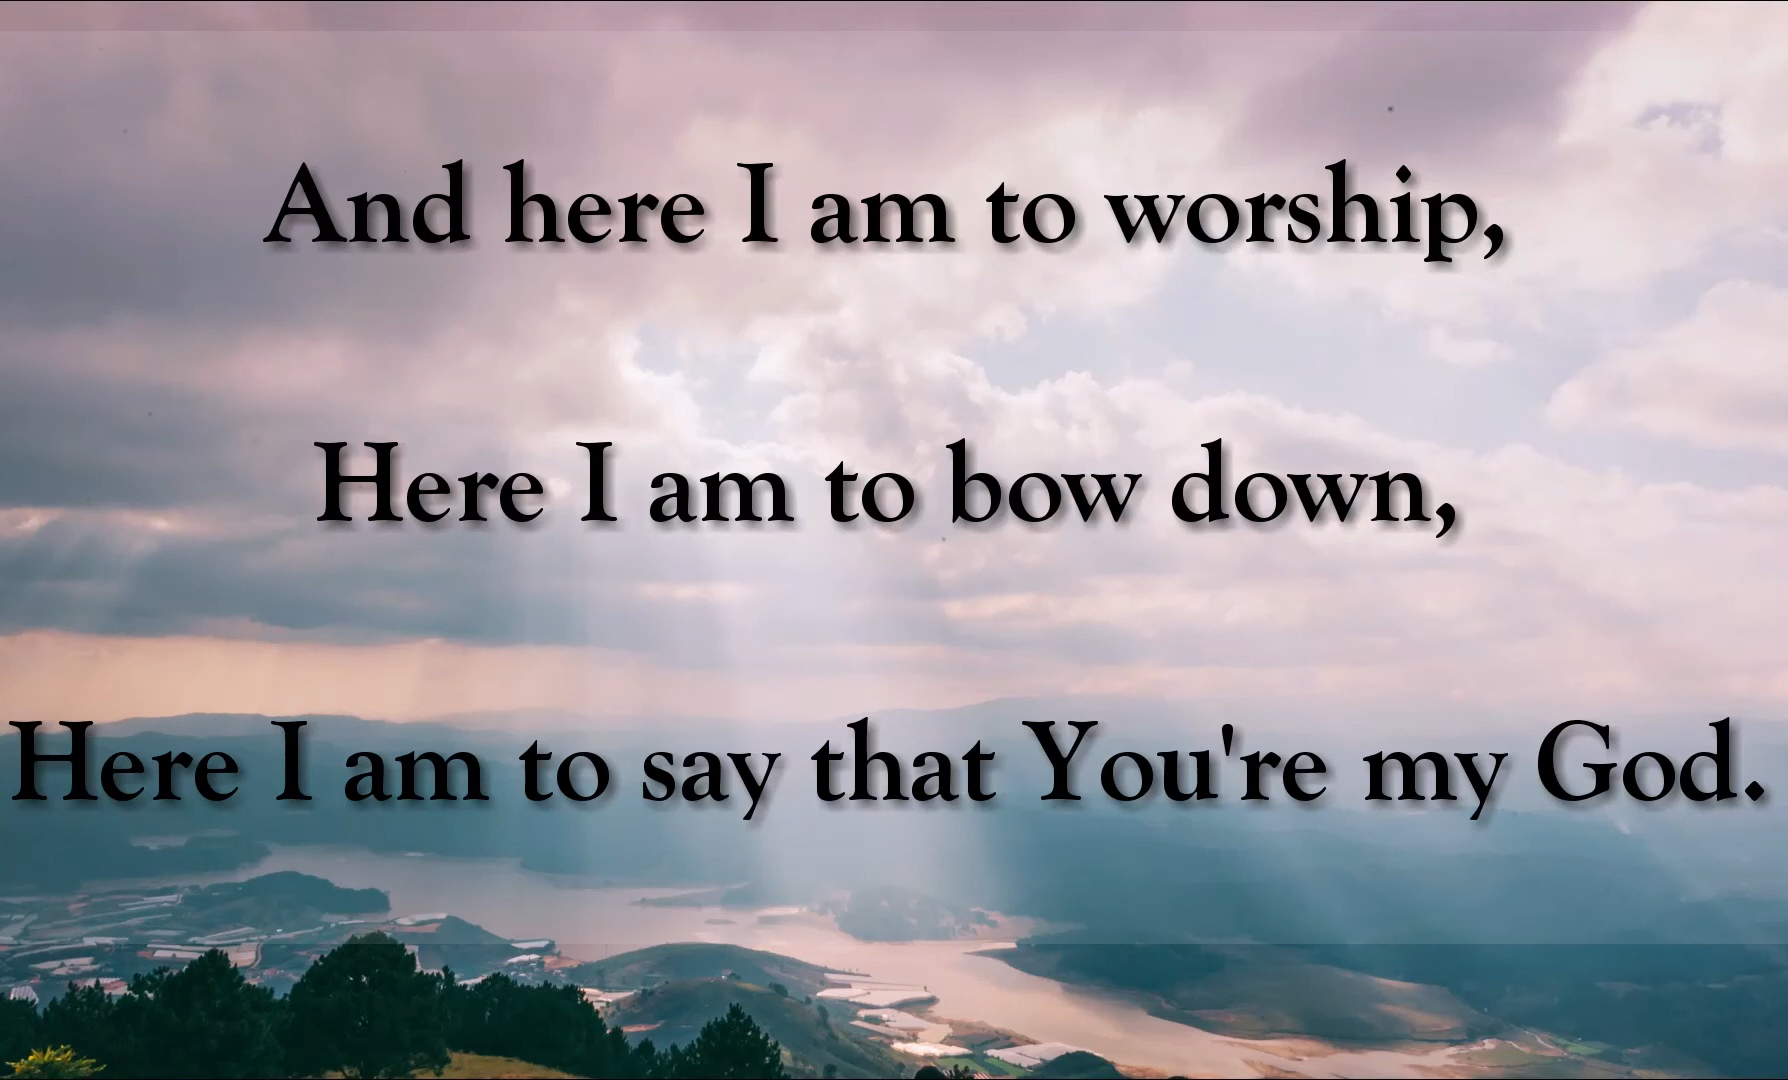 And here I am to worship,
Here I am to bow down,
Here I am to say that You're my God.